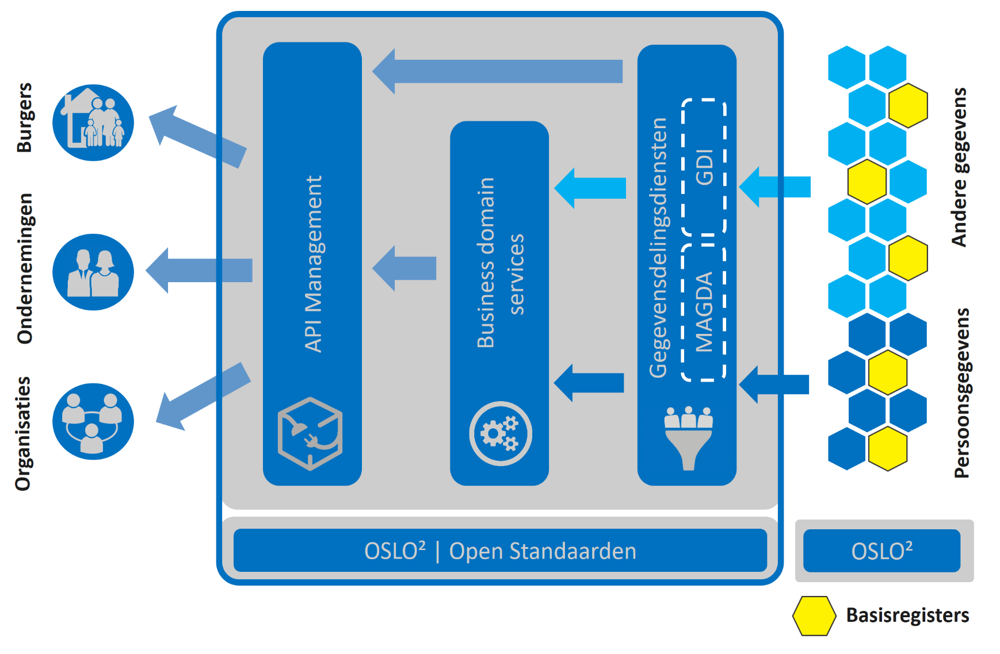 Burgers
Ondernemingen
Organisaties
API Management
Business domain
services
Gegevensdelingsdiensten
GDI
MAGDA
Andere gegevens
Persoonsgegevens
OSLO² | Open Standaarden
OSLO²
Basisregisters